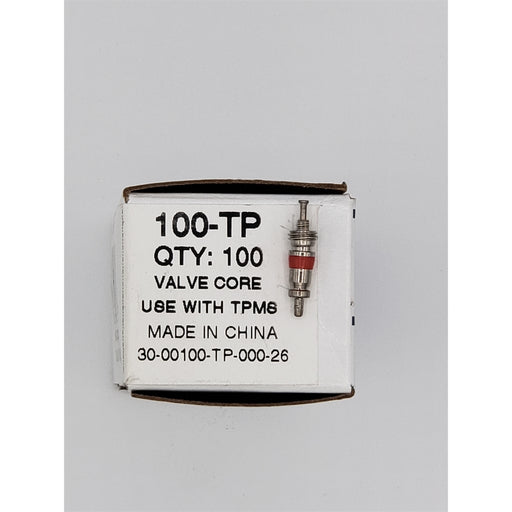 100-TP
QTY: 100
VALVE CORE
USE WITH TPMS
MADE IN CHINA
30-00100-TP-000-26